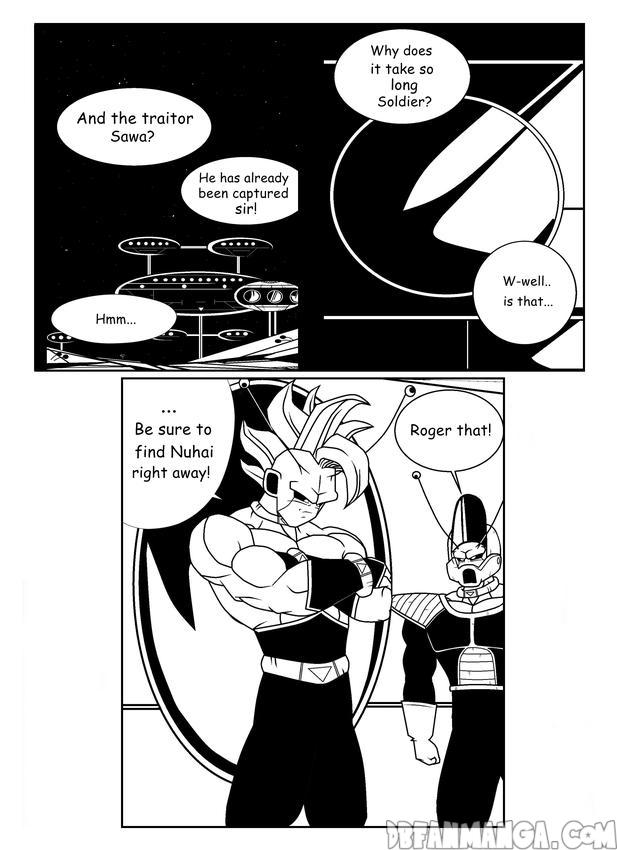 And the traitor
Sawa?
He has already
been captured
sir!
Hmm...
Why does
it take so
long
Soldier?
W-well..
is that...
...
Be sure to
find Nuhai
right away!
Roger that!
DBFANMANGA.COM